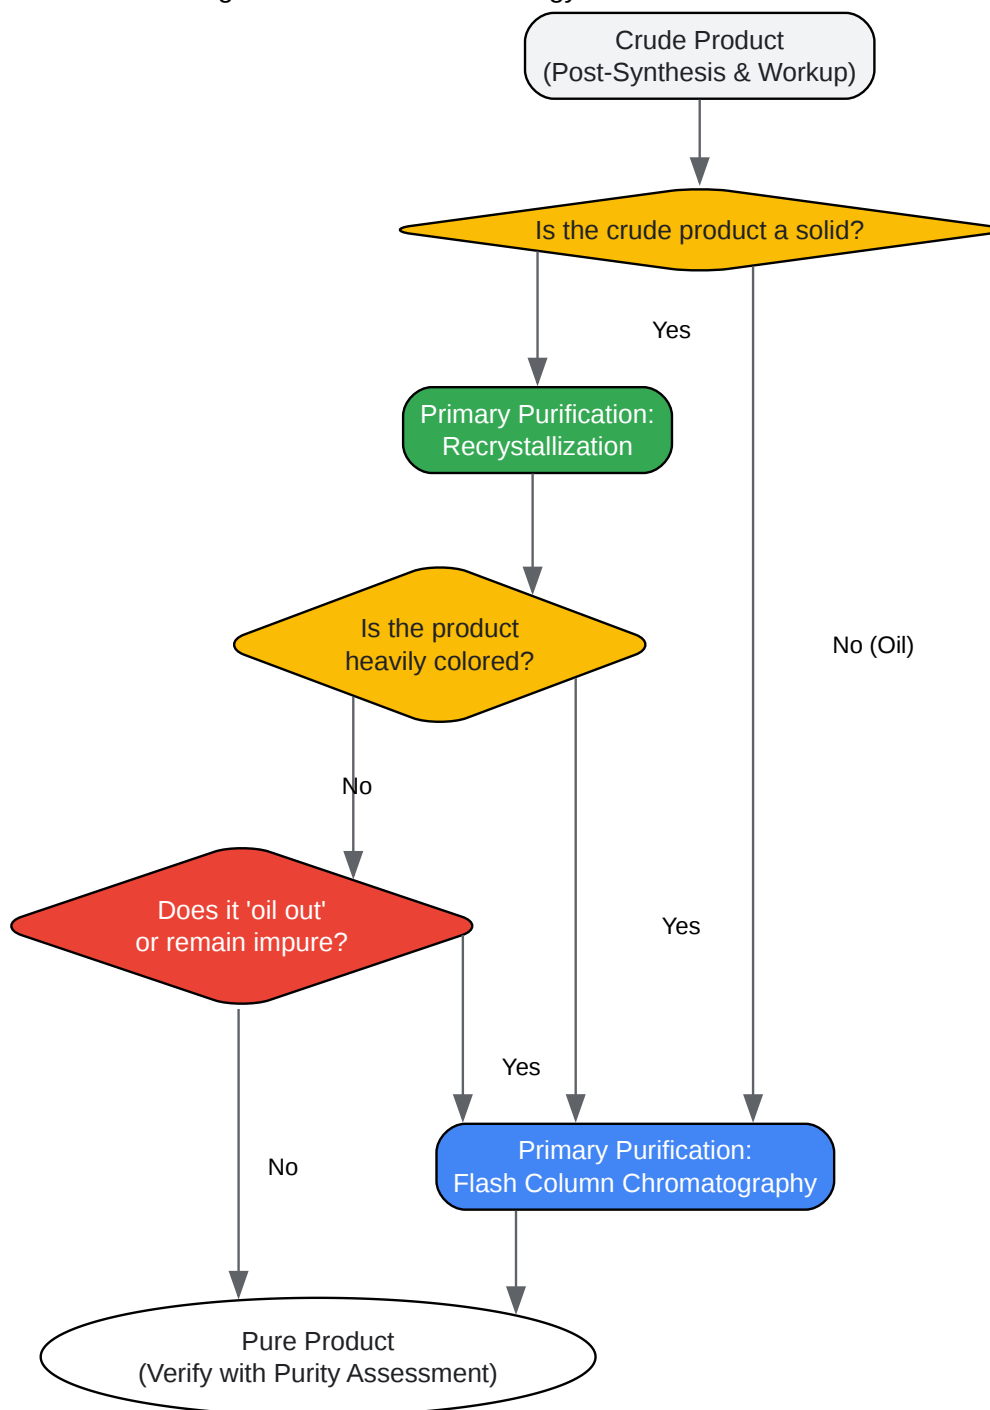 Crude Product
(Post-Synthesis & Workup)
Is the crude product a solid?
Yes
Primary Purification:
Recrystallization
Is the product
heavily colored?
No (Oil)
No
Does it 'oil out'
or remain impure?
Yes
Yes
Primary Purification:
Flash Column Chromatography
No
Pure Product
(Verify with Purity Assessment)